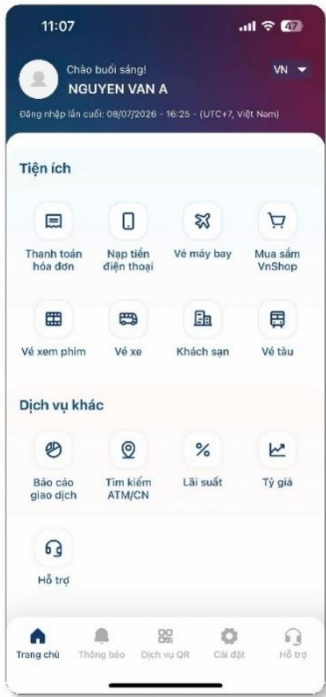 11:07
47
Chào buổi sáng!
VN
NGUYEN VAN A
Đăng nhập lần cuối: 08/07/2026 - 16:25 - (UTC+7, Việt Nam)
Tiện ích
Thanh toán Nạp tiền Vé máy bay Mua sắm
hóa đơn điện thoại VnShop
Vé xem phim Vé xe Khách sạn Vé tàu
Dịch vụ khác
Báo cáo Tìm kiếm Lãi suất Tỷ giá
giao dịch ATM/CN
Hỗ trợ
Trang chủ Thông báo Dịch vụ QR Cài đặt Hỗ trợ